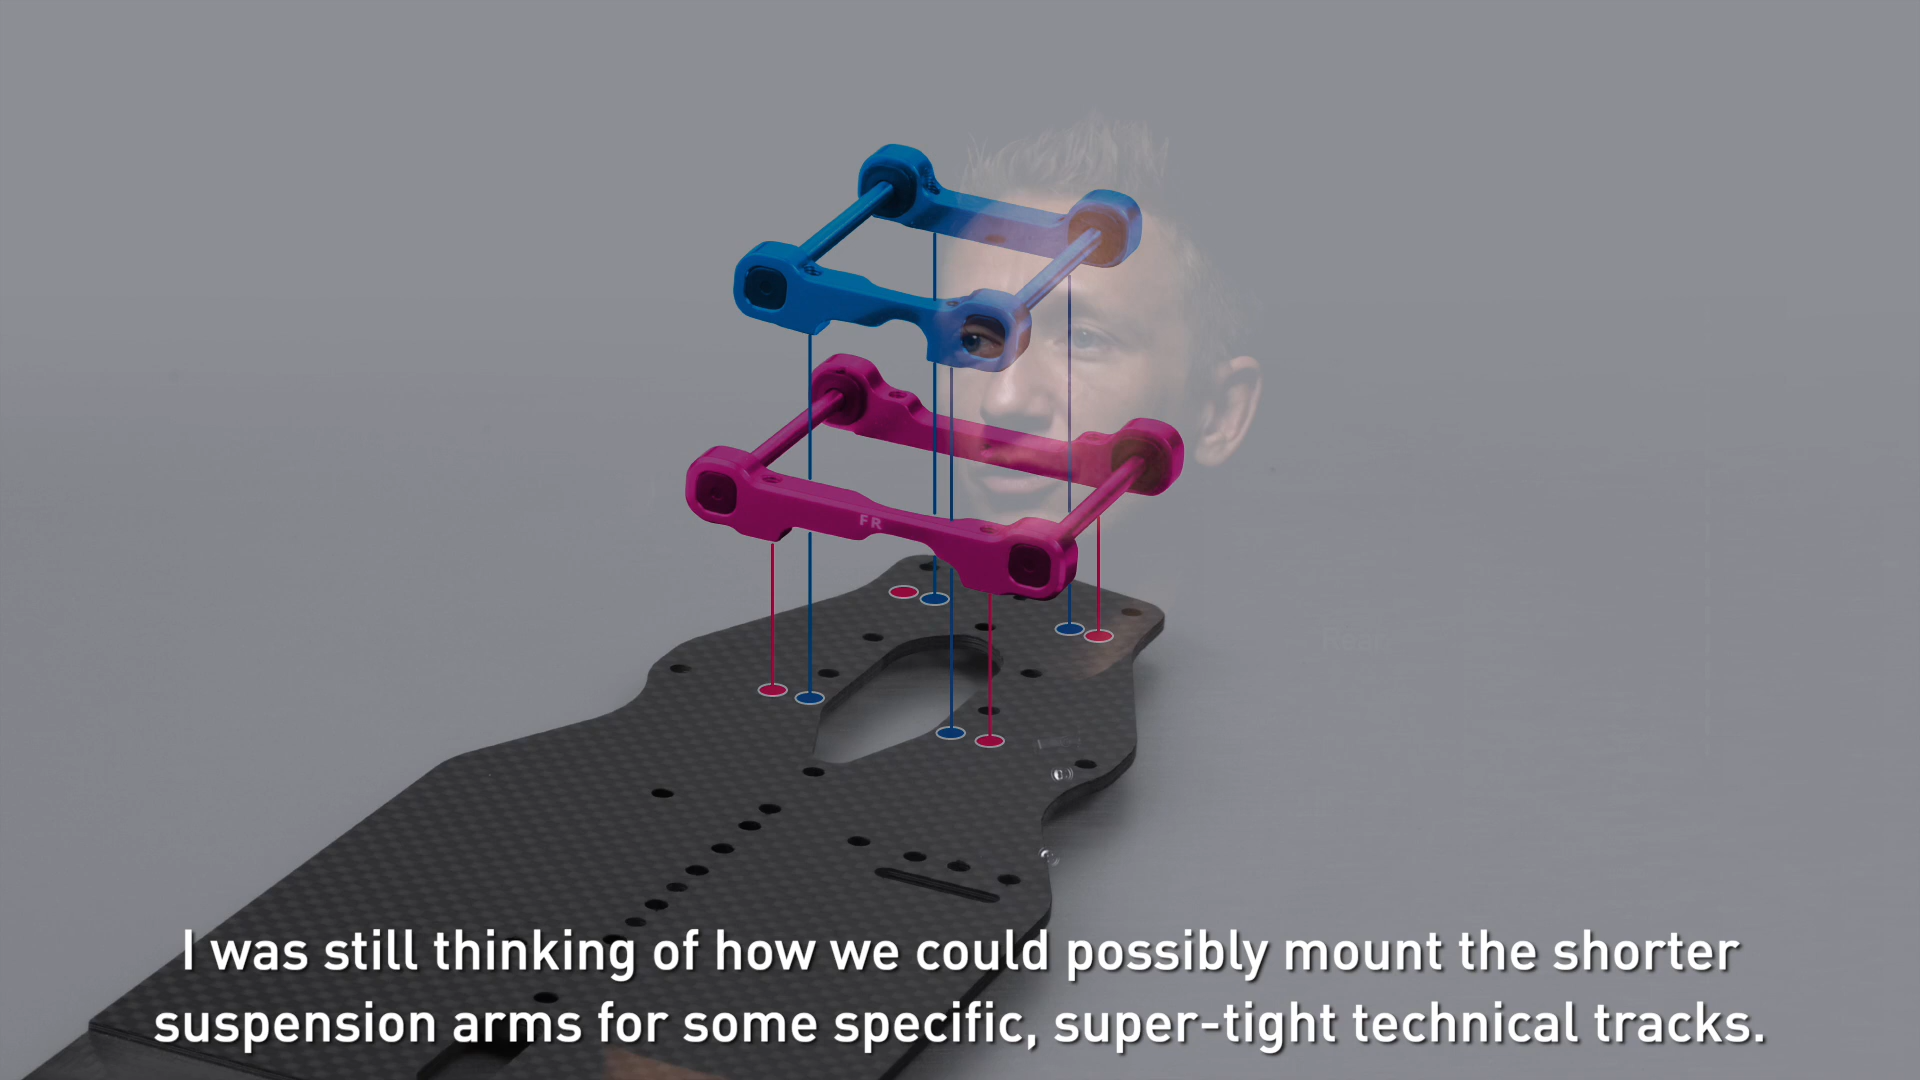 FR
Rear
I was still thinking of how we could possibly mount the shorter
suspension arms for some specific, super-tight technical tracks.